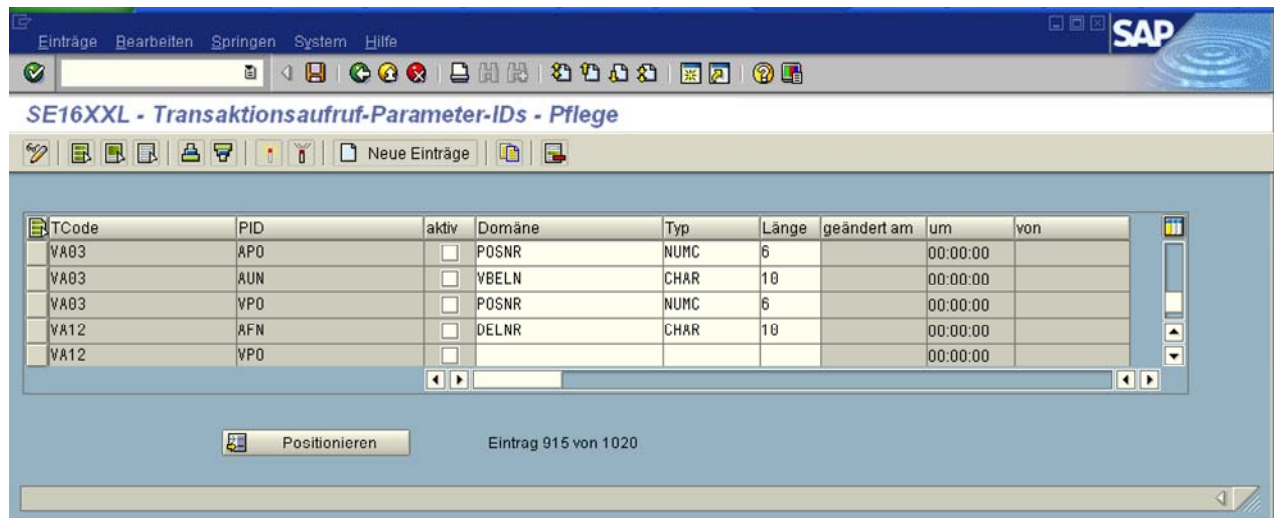 Einträge Bearbeiten Springen System Hilfe
SAP
SE16XXL - Transaktionsaufruf-Parameter-IDs - Pflege
Neue Einträge
TCode PID aktiv Domäne Typ Länge geändert am um von
VA03 APO POSNR NUMC 6 00:00:00
VA03 AUN VBELN CHAR 10 00:00:00
VA03 VPO POSNR NUMC 6 00:00:00
VA12 AFN DELNR CHAR 10 00:00:00
VA12 VPO 00:00:00
Positionieren Eintrag 915 von 1020